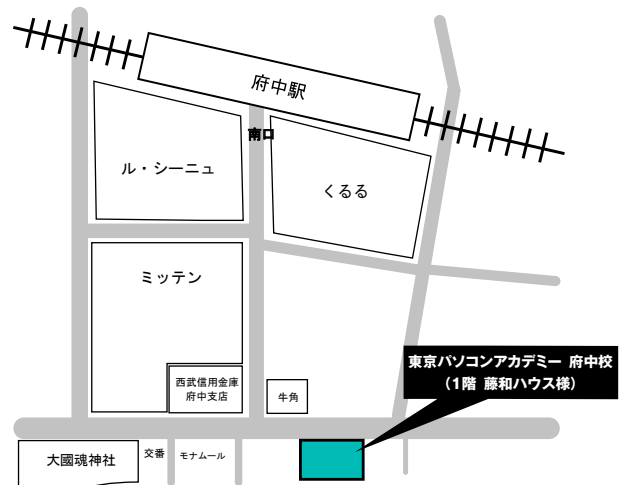 府中駅
南口
ル・シーニュ
くるる
ミッテン
西武信用金庫
府中支店
牛角
東京パソコンアカデミー 府中校
（1階 藤和ハウス様）
大國魂神社
交番
モナムール